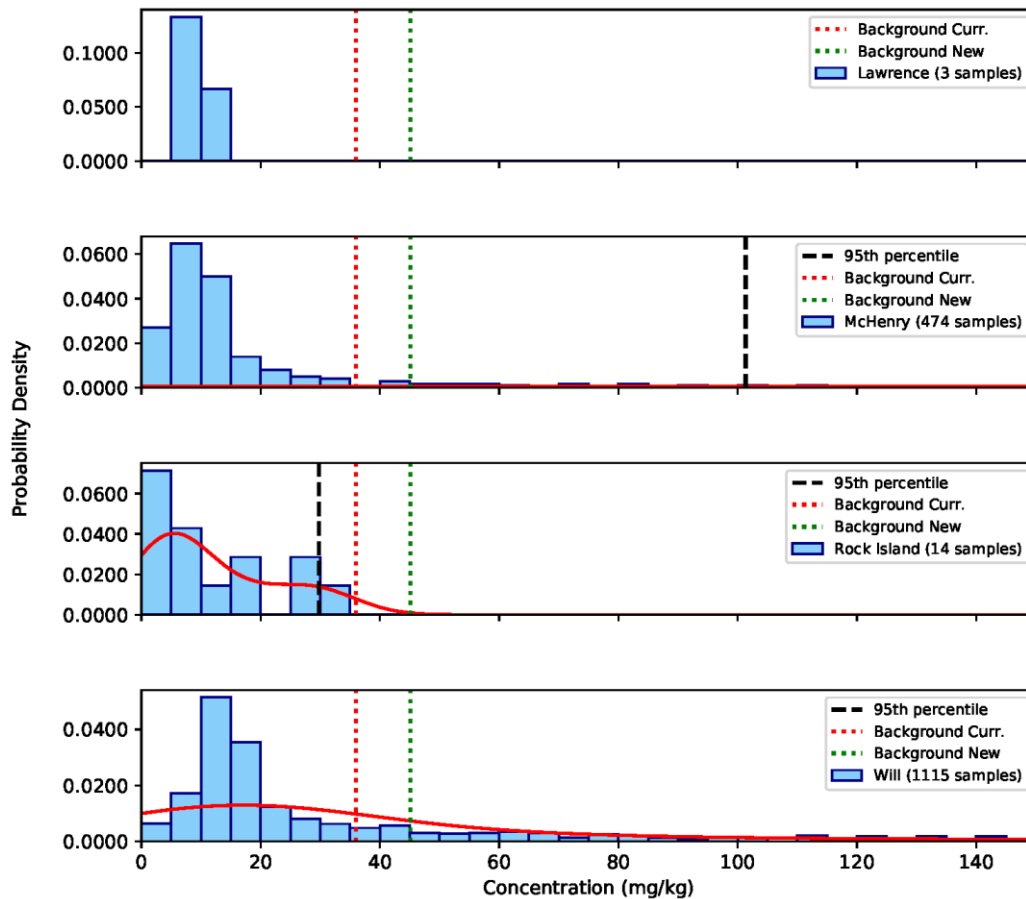 0.1000
0.0500
0.0000
Background Curr.
Background New
Lawrence (3 samples)
0.0600
0.0400
0.0200
0.0000
95th percentile
Background Curr.
Background New
McHenry (474 samples)
Probability Density
0.0600
0.0400
0.0200
0.0000
95th percentile
Background Curr.
Background New
Rock Island (14 samples)
0.0400
0.0200
0.0000
95th percentile
Background Curr.
Background New
Will (1115 samples)
0 20 40 60 80 100 120 140
Concentration (mg/kg)